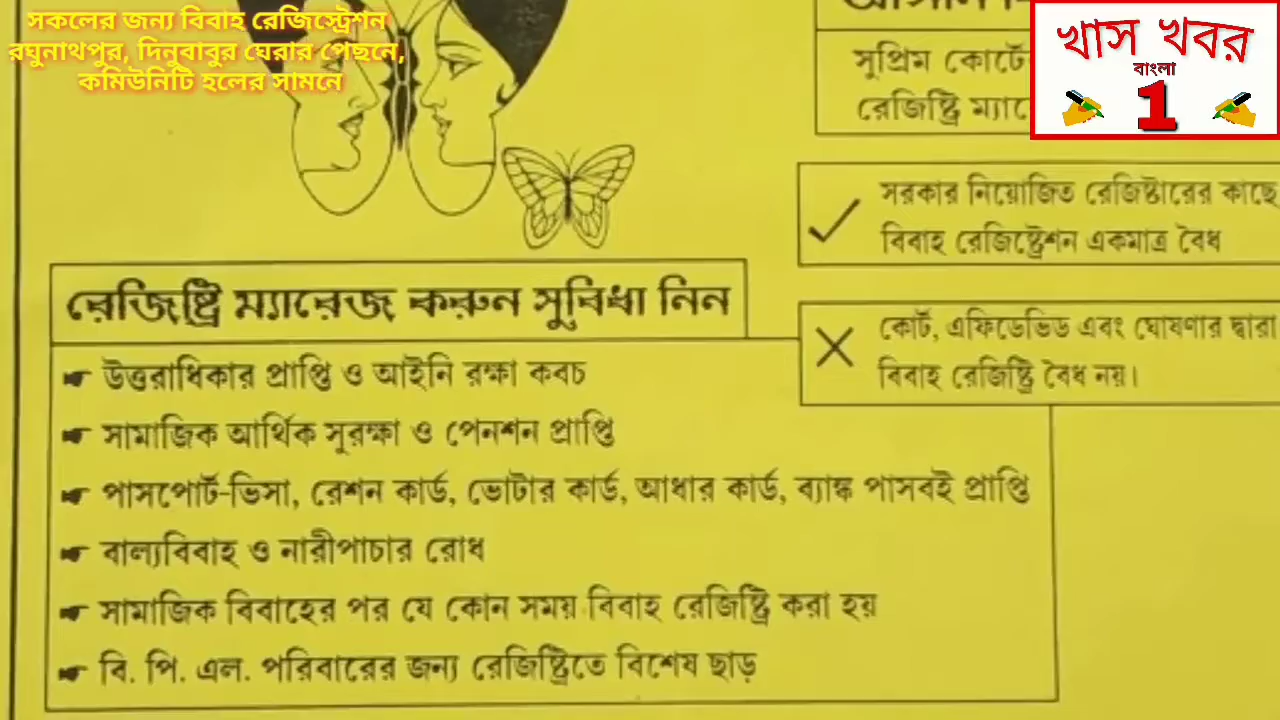 সকলের জন্য বিবাহ রেজিস্ট্রেশন
রঘুনাথপুর, দিনুবাবুর ঘেরার পেছনে,
কমিউনিটি হলের সামনে
খাস খবর
বাংলা
1
সুপ্রিম কোর্টের
রেজিষ্ট্রি
সরকার নিয়োজিত রেজিষ্টারের কাছে
বিবাহ রেজিষ্ট্রেশন একমাত্র বৈধ
কোর্ট, এফিডেভিড এবং ঘোষণার দ্বারা
বিবাহ রেজিষ্ট্রি বৈধ নয়।
রেজিষ্ট্রি ম্যারেজ করুন সুবিধা নিন
উত্তরাধিকার প্রাপ্তি ও আইনি রক্ষা কবচ
সামাজিক আর্থিক সুরক্ষা ও পেনশন প্রাপ্তি
পাসপোর্ট-ভিসা, রেশন কার্ড, ভোটার কার্ড, আধার কার্ড, ব্যাঙ্ক পাসবই প্রাপ্তি
বাল্যবিবাহ ও নারীপাচার রোধ
সামাজিক বিবাহের পর যে কোন সময় বিবাহ রেজিষ্ট্রি করা হয়
বি. পি. এল. পরিবারের জন্য রেজিষ্ট্রিতে বিশেষ ছাড়